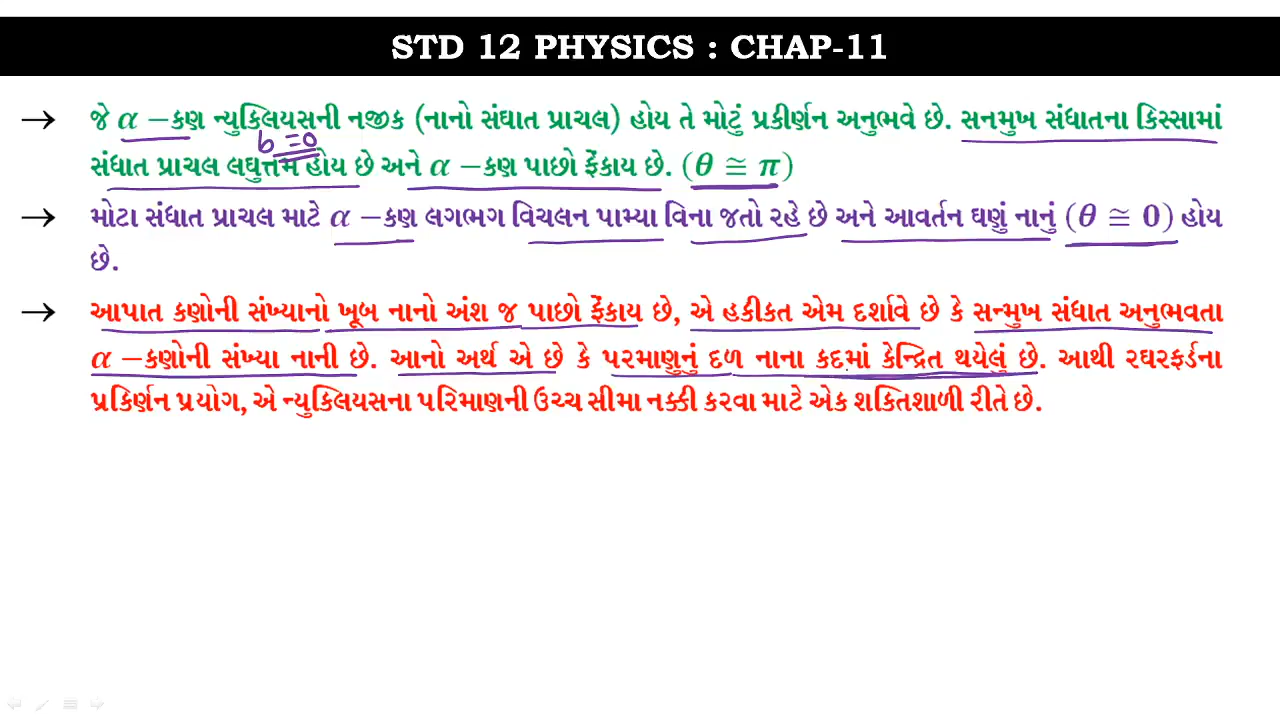 STD 12 PHYSICS : CHAP-11
→ જે α −કણ ન્યુક્લિયસની નજીક (નાનો સંઘાત પ્રાચલ) હોય તે મોટું પ્રકીર્ણન અનુભવે છે. સનમુખ સંઘાતના કિસ્સામાં
b = 0
સંઘાત પ્રાચલ લઘુત્તમ હોય છે અને α −કણ પાછો ફેંકાય છે. (θ ≅ π)
→ મોટા સંઘાત પ્રાચલ માટે α −કણ લગભગ વિચલન પામ્યા વિના જતો રહે છે અને આવર્તન ઘણું નાનું (θ ≅ 0) હોય
છે.
→ આપાત કણોની સંખ્યાનો ખૂબ નાનો અંશ જ પાછો ફેંકાય છે, એ હકીકત એમ દર્શાવે છે કે સન્મુખ સંઘાત અનુભવતા
α −કણોની સંખ્યા નાની છે. આનો અર્થ એ છે કે પરમાણુનું દળ નાના કદમાં કેન્દ્રિત થયેલું છે. આથી રધરફર્ડના
પ્રકિર્ણન પ્રયોગ, એ ન્યુક્લિયસના પરિમાણની ઉચ્ચ સીમા નક્કી કરવા માટે એક શક્તિશાળી રીતે છે.